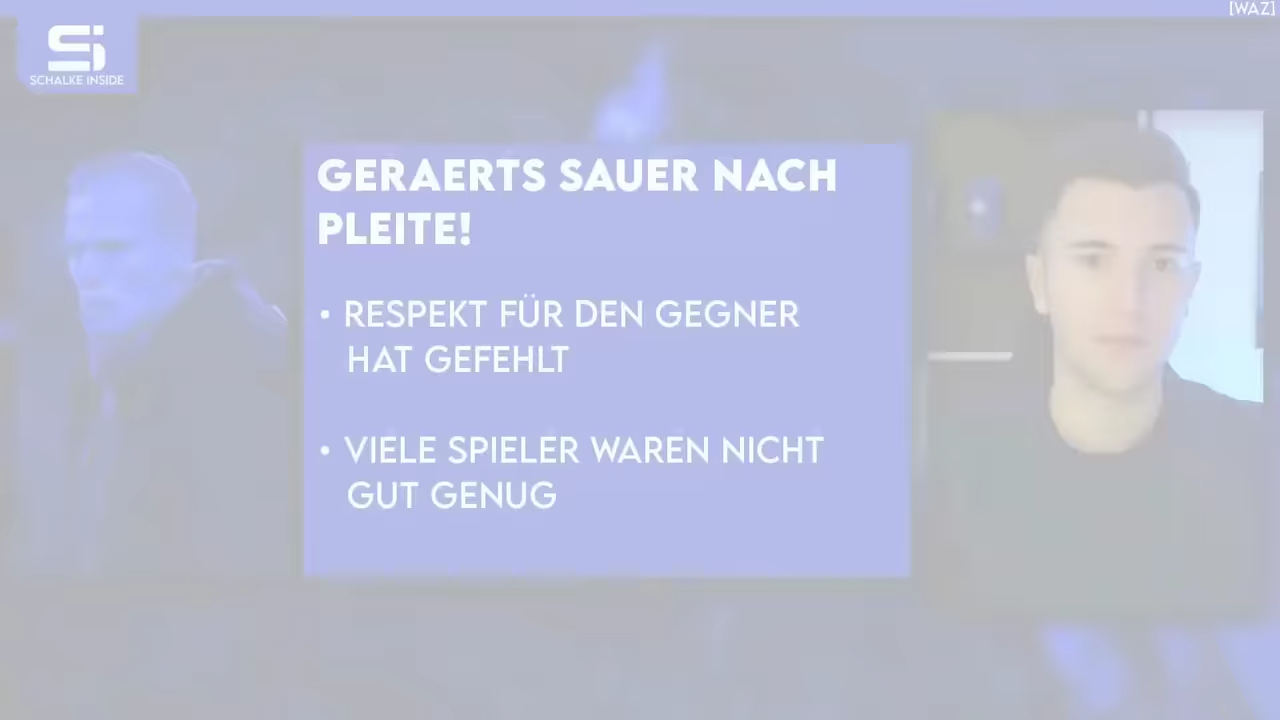 [WAZ]
SCHALKE INSIDE
GERAERTS SAUER NACH
PLEITE!
• RESPEKT FÜR DEN GEGNER
HAT GEFEHLT
• VIELE SPIELER WAREN NICHT
GUT GENUG